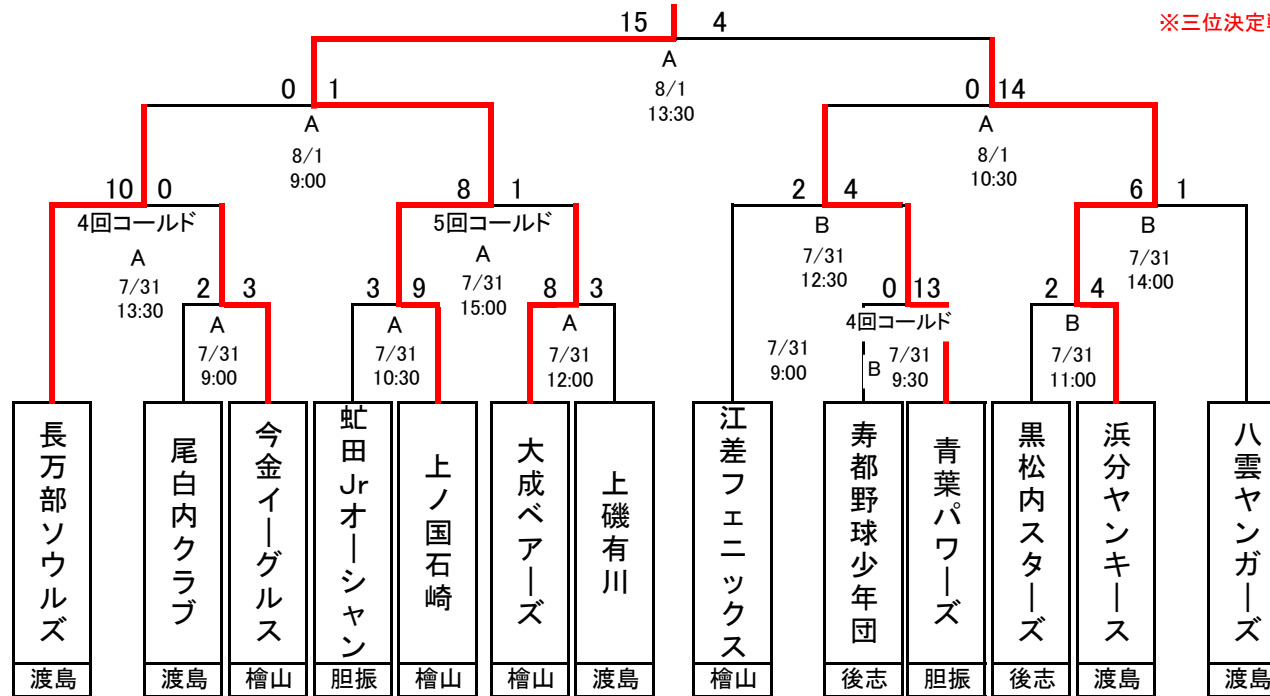 15 4
※三位決定戦
A
8/1
13:30
0 1
A
8/1
9:00
0 14
A
8/1
10:30
10 0
4回コールド
A
7/31
13:30
8 1
5回コールド
A
7/31
15:00
2 4
B
7/31
12:30
6 1
B
7/31
14:00
2 3
A
7/31
9:00
3 9
A
7/31
10:30
8 3
A
7/31
12:00
7/31
9:00
0 13
4回コールド
B
7/31
9:30
2 4
B
7/31
11:00
長万部ソウルズ
尾白内クラブ
今金イーグルス
虻田Jrオーシャン
上ノ国石崎
大成ベアーズ
上磯有川
江差フェニックス
寿都野球少年団
青葉パワーズ
黒松内スターズ
浜分ヤンキース
八雲ヤンガーズ
渡島 渡島 檜山 胆振 檜山 檜山 渡島 檜山 後志 胆振 後志 渡島 渡島